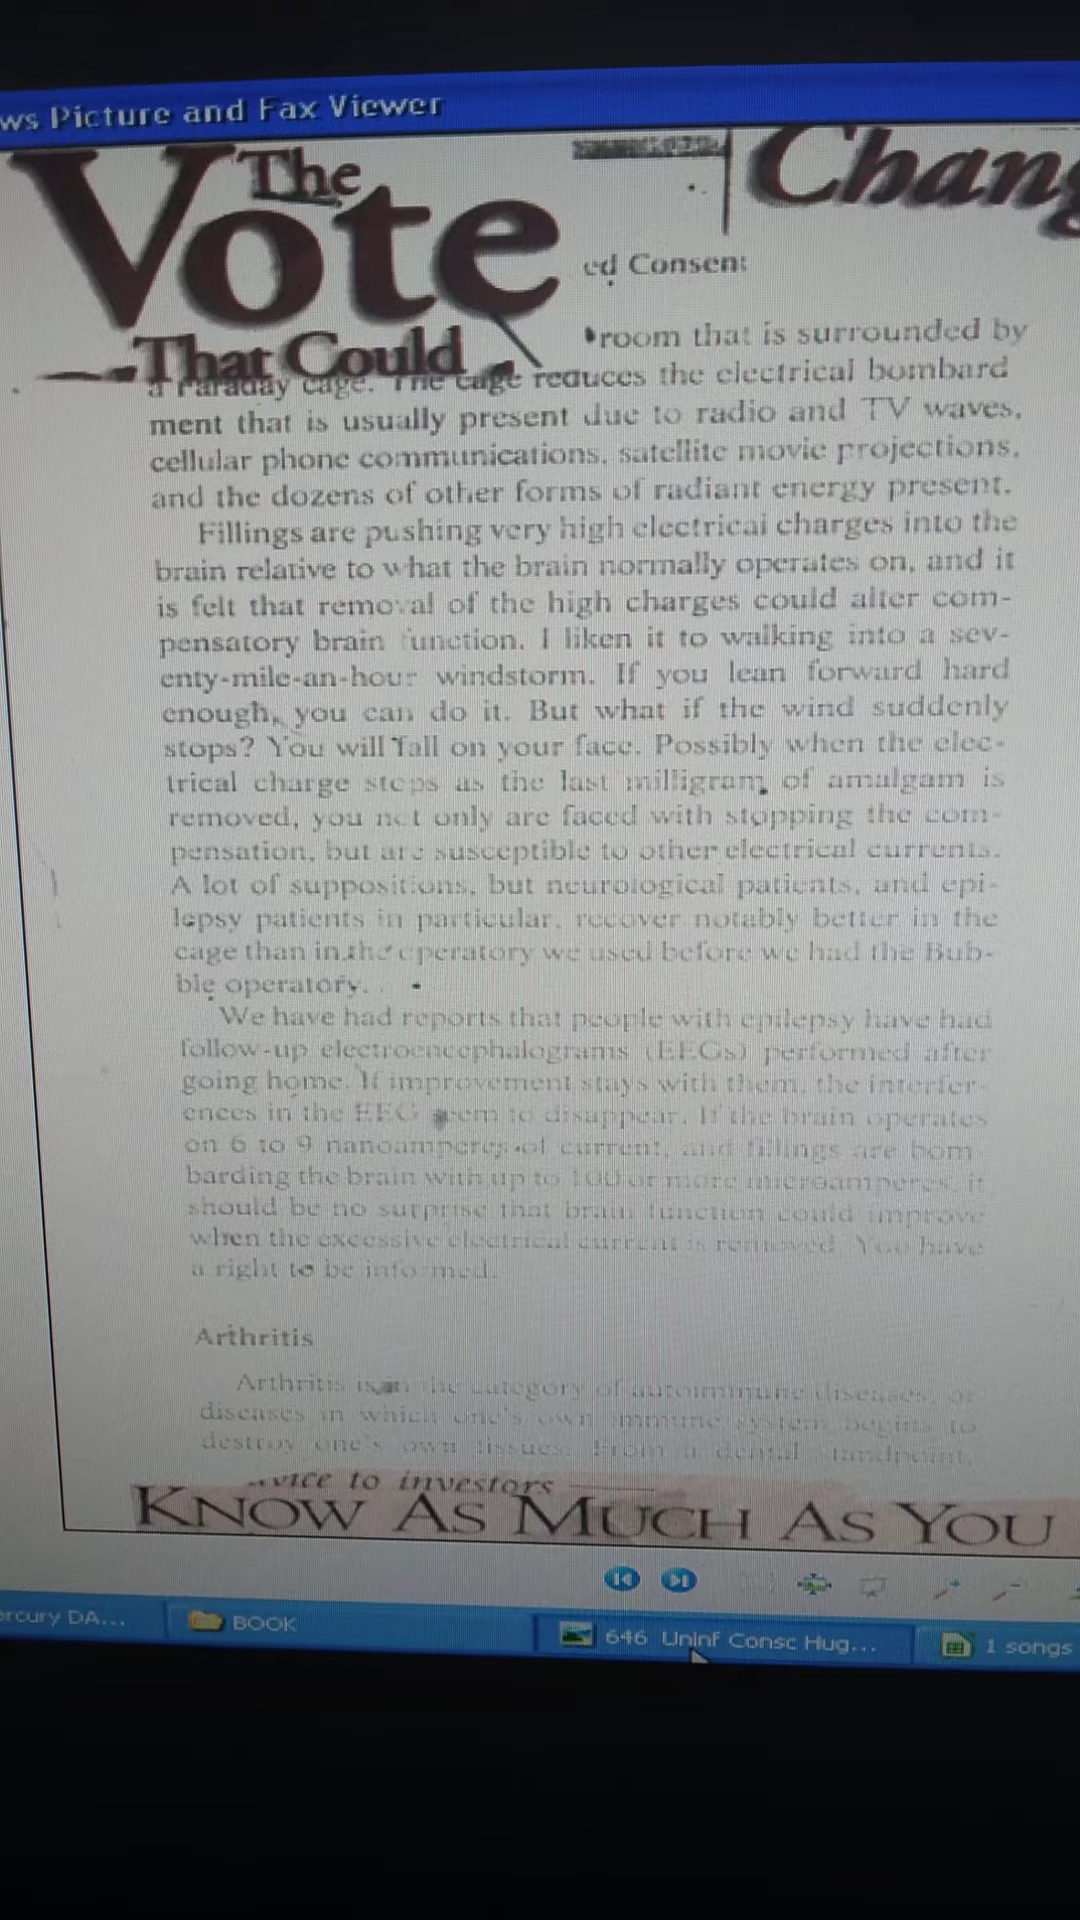 ws Picture and Fax Viewer
The
Vote
That Could
Chang
ed Consent
room that is surrounded by
a Faraday cage. The cage reduces the electrical bombard
ment that is usually present due to radio and TV waves,
cellular phone communications, satellite movie projections,
and the dozens of other forms of radiant energy present.
Fillings are pushing very high electrical charges into the
brain relative to what the brain normally operates on, and it
is felt that removal of the high charges could alter com-
pensatory brain function. I liken it to walking into a sev-
enty-mile-an-hour windstorm. If you lean forward hard
enough, you can do it. But what if the wind suddenly
stops? You will fall on your face. Possibly when the elec-
trical charge stops as the last milligram of amalgam is
removed, you not only are faced with stopping the com-
pensation, but are susceptible to other electrical currents.
A lot of suppositions, but neurological patients, and epi-
lepsy patients in particular, recover notably better in the
cage than in the operatory we used before we had the Bub-
ble operatory.
We have had reports that people with epilepsy have had
follow-up electroencephalograms (EEGs) performed after
going home. If improvement stays with them, the interfer-
ences in the EEG seem to disappear. If the brain operates
on 6 to 9 nanoamperes of current, and fillings are bom
barding the brain with up to 100 or more microamperes, it
should be no surprise that brain function could improve
when the excessive electrical current is removed. You have
a right to be informed.
Arthritis
Arthritis is in the category of autoimmune diseases, or
diseases in which one's own immune system begins to
destroy one's own tissues. From a dental standpoint,
vice to investors
KNOW AS MUCH AS YOU
ercury DA...
BOOK
646 Uninf Consc Hug...
1 songs